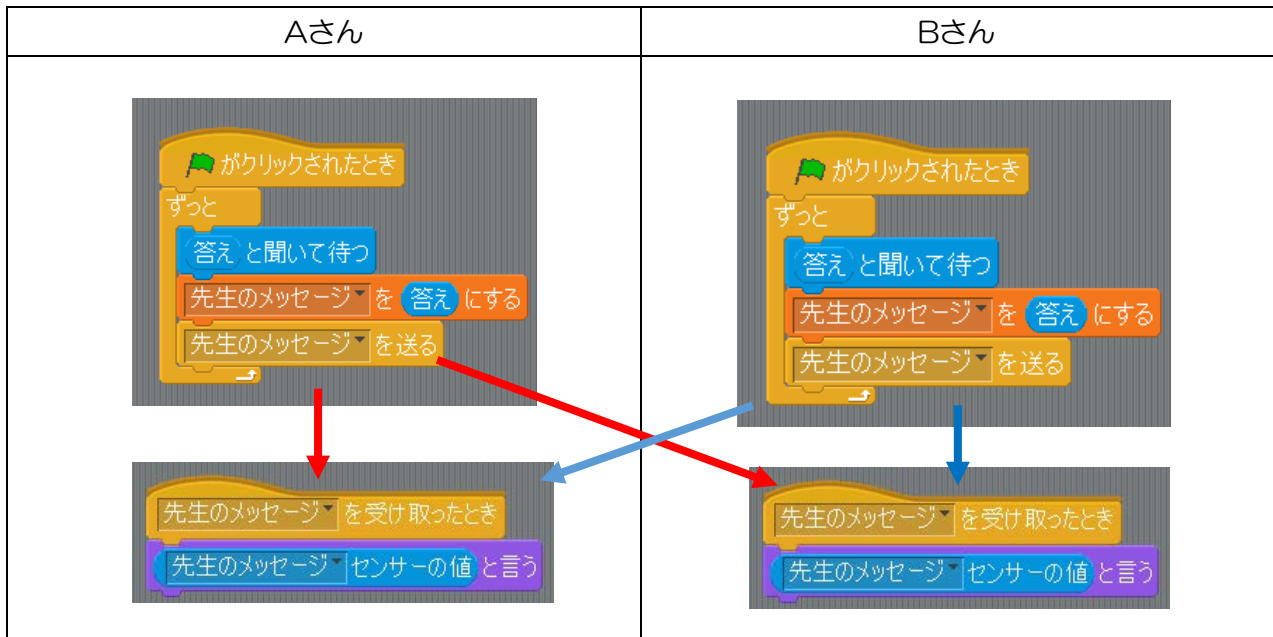 Aさん
Bさん
がクリックされたとき
ずっと
答え と聞いて待つ
先生のメッセージ を 答え にする
先生のメッセージ を送る
がクリックされたとき
ずっと
答え と聞いて待つ
先生のメッセージ を 答え にする
先生のメッセージ を送る
先生のメッセージ を受け取ったとき
先生のメッセージ センサーの値 と言う
先生のメッセージ を受け取ったとき
先生のメッセージ センサーの値 と言う